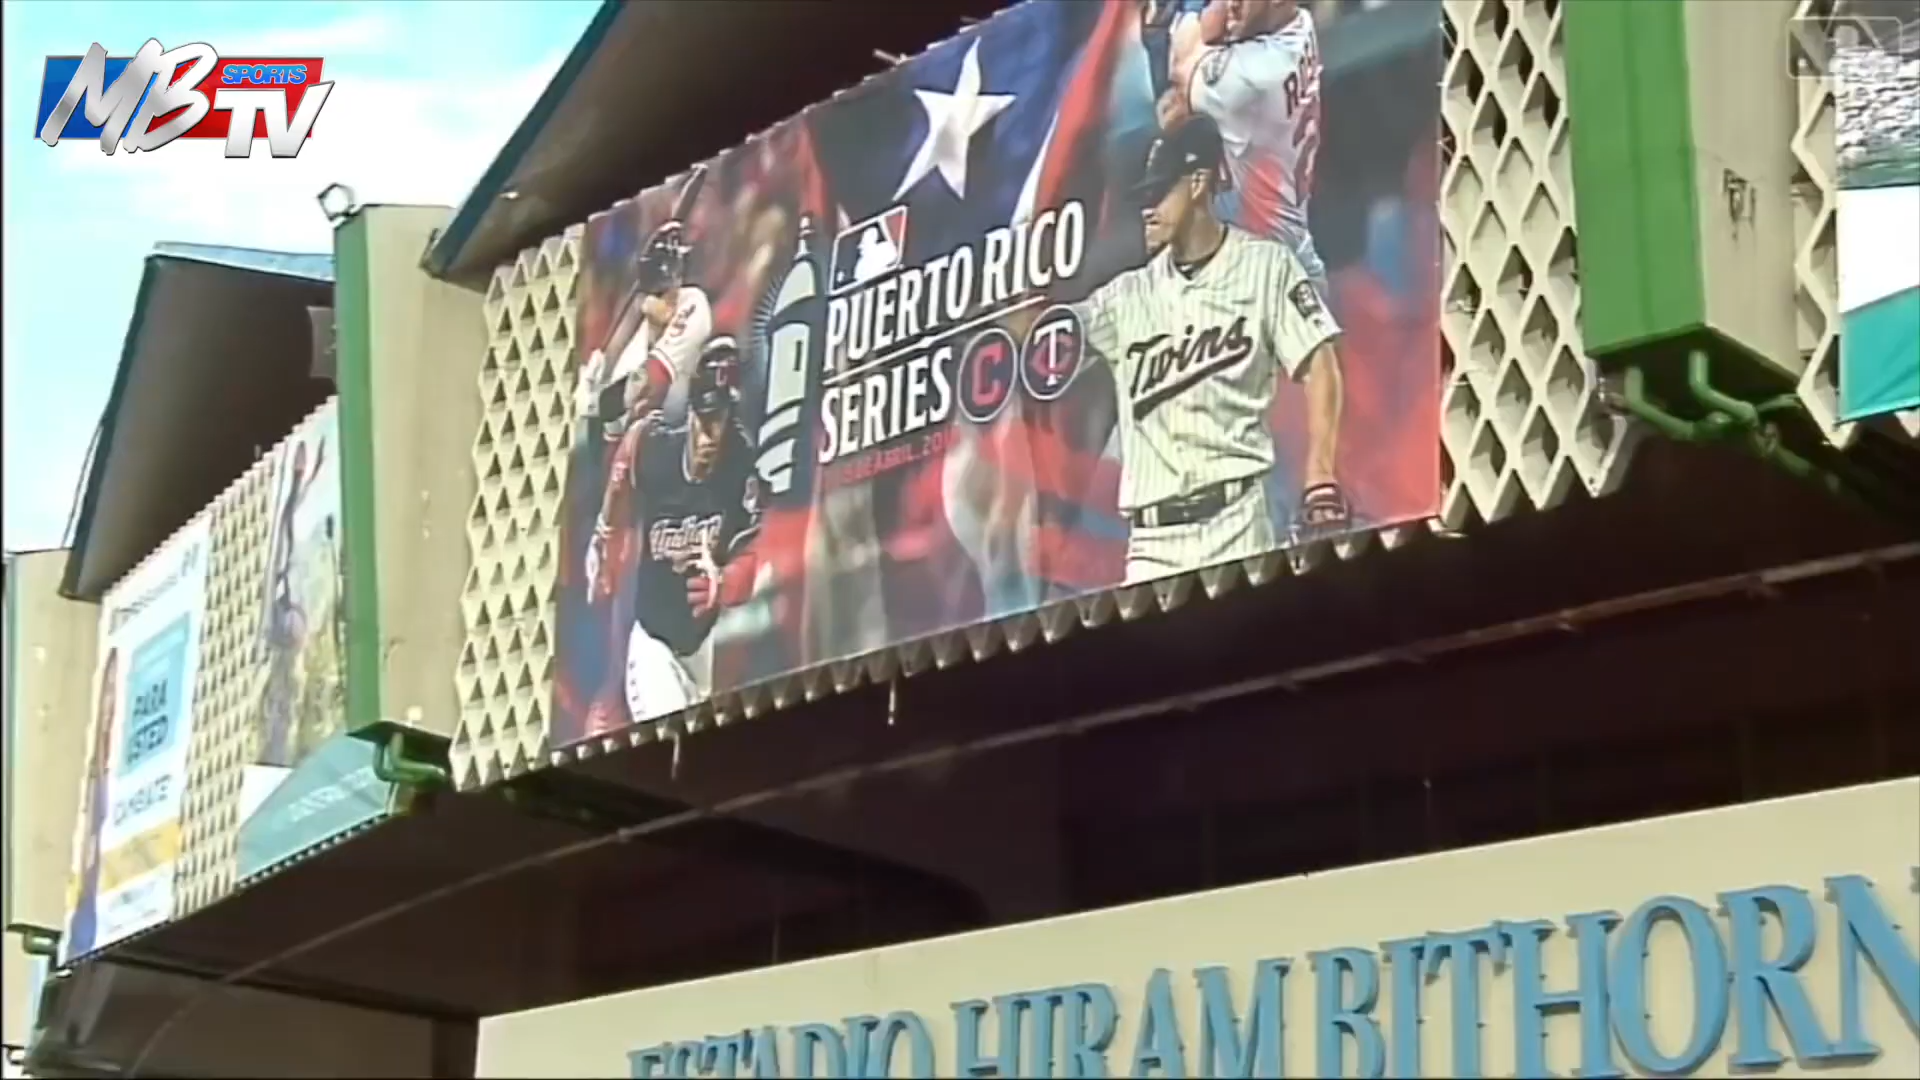 MB SPORTS
TV
PUERTO RICO
SERIES C T
Twins
Indians
PARA
USTED
ESTADIO HIRAM BITHORN